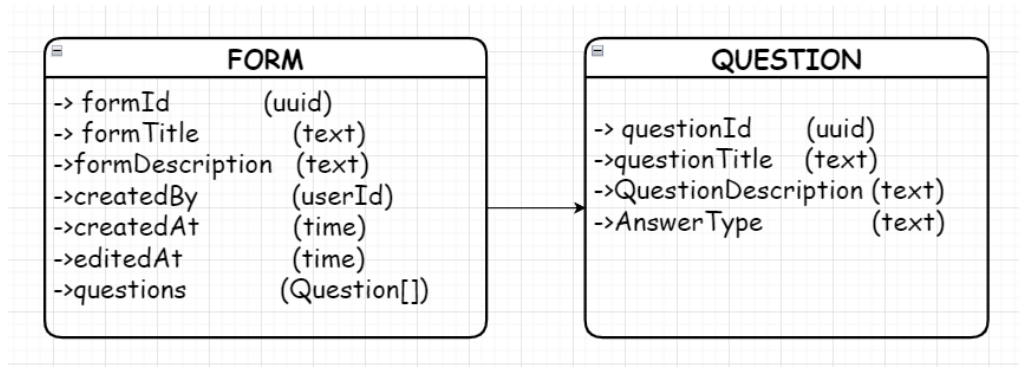 FORM
-> formId (uuid)
-> formTitle (text)
->formDescription (text)
->createdBy (userId)
->createdAt (time)
->editedAt (time)
->questions (Question[])
QUESTION
-> questionId (uuid)
->questionTitle (text)
->QuestionDescription (text)
->AnswerType (text)